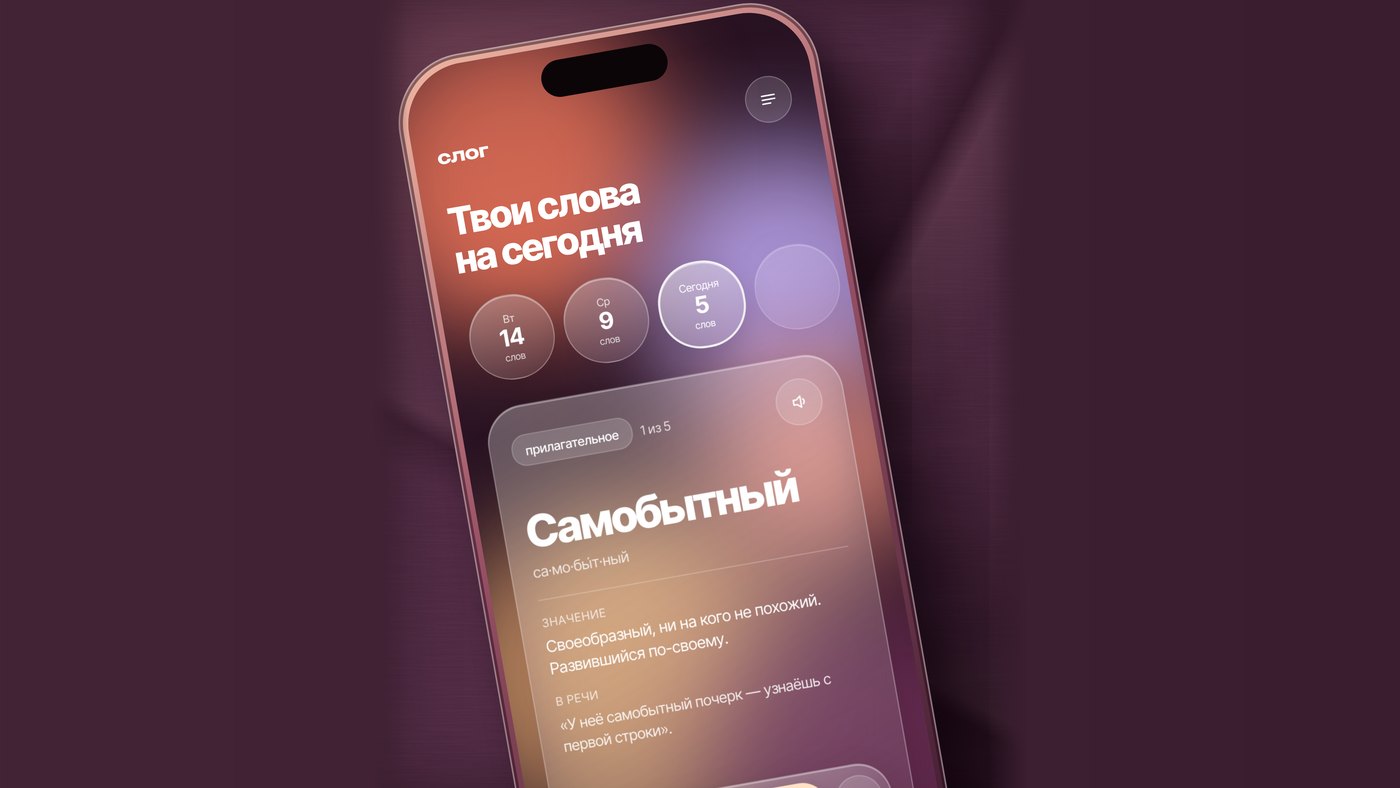 слог
Твои слова
на сегодня
Вт
14
слов
Ср
9
слов
Сегодня
5
слов
прилагательное
1 из 5
Самобытный
са·мо·бы́т·ный
ЗНАЧЕНИЕ
Своеобразный, ни на кого не похожий.
Развившийся по-своему.
В РЕЧИ
«У неё самобытный почерк — узнаёшь с
первой строки».